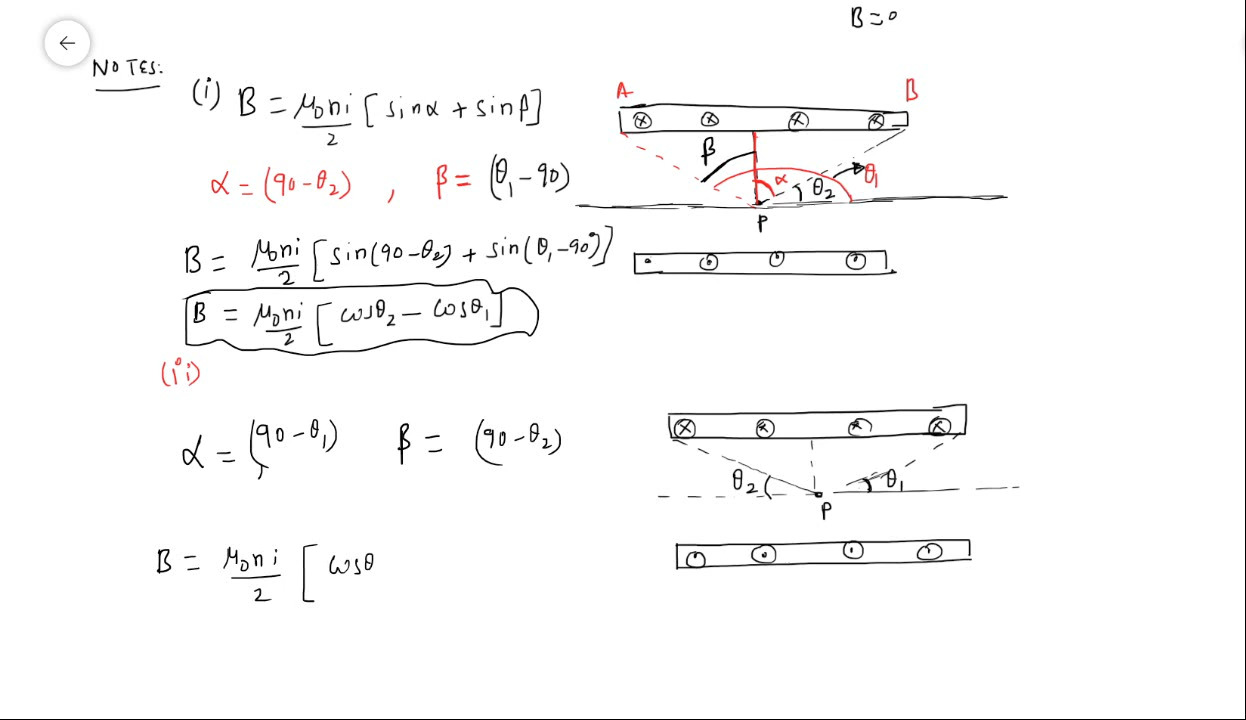 B = 0
NOTES:
(i) B = μ₀ni/2 [sinα + sinβ]
α = (90-θ₂) , β = (θ₁-90)
B = μ₀ni/2 [sin(90-θ₂) + sin(θ₁-90°)]
B = μ₀ni/2 [cosθ₂ - cosθ₁]
A B
β α θ₂ θ₁
P
(ii)
α = (90-θ₁) β = (90-θ₂)
θ₂ θ₁
P
B = μ₀ni/2 [cosθ